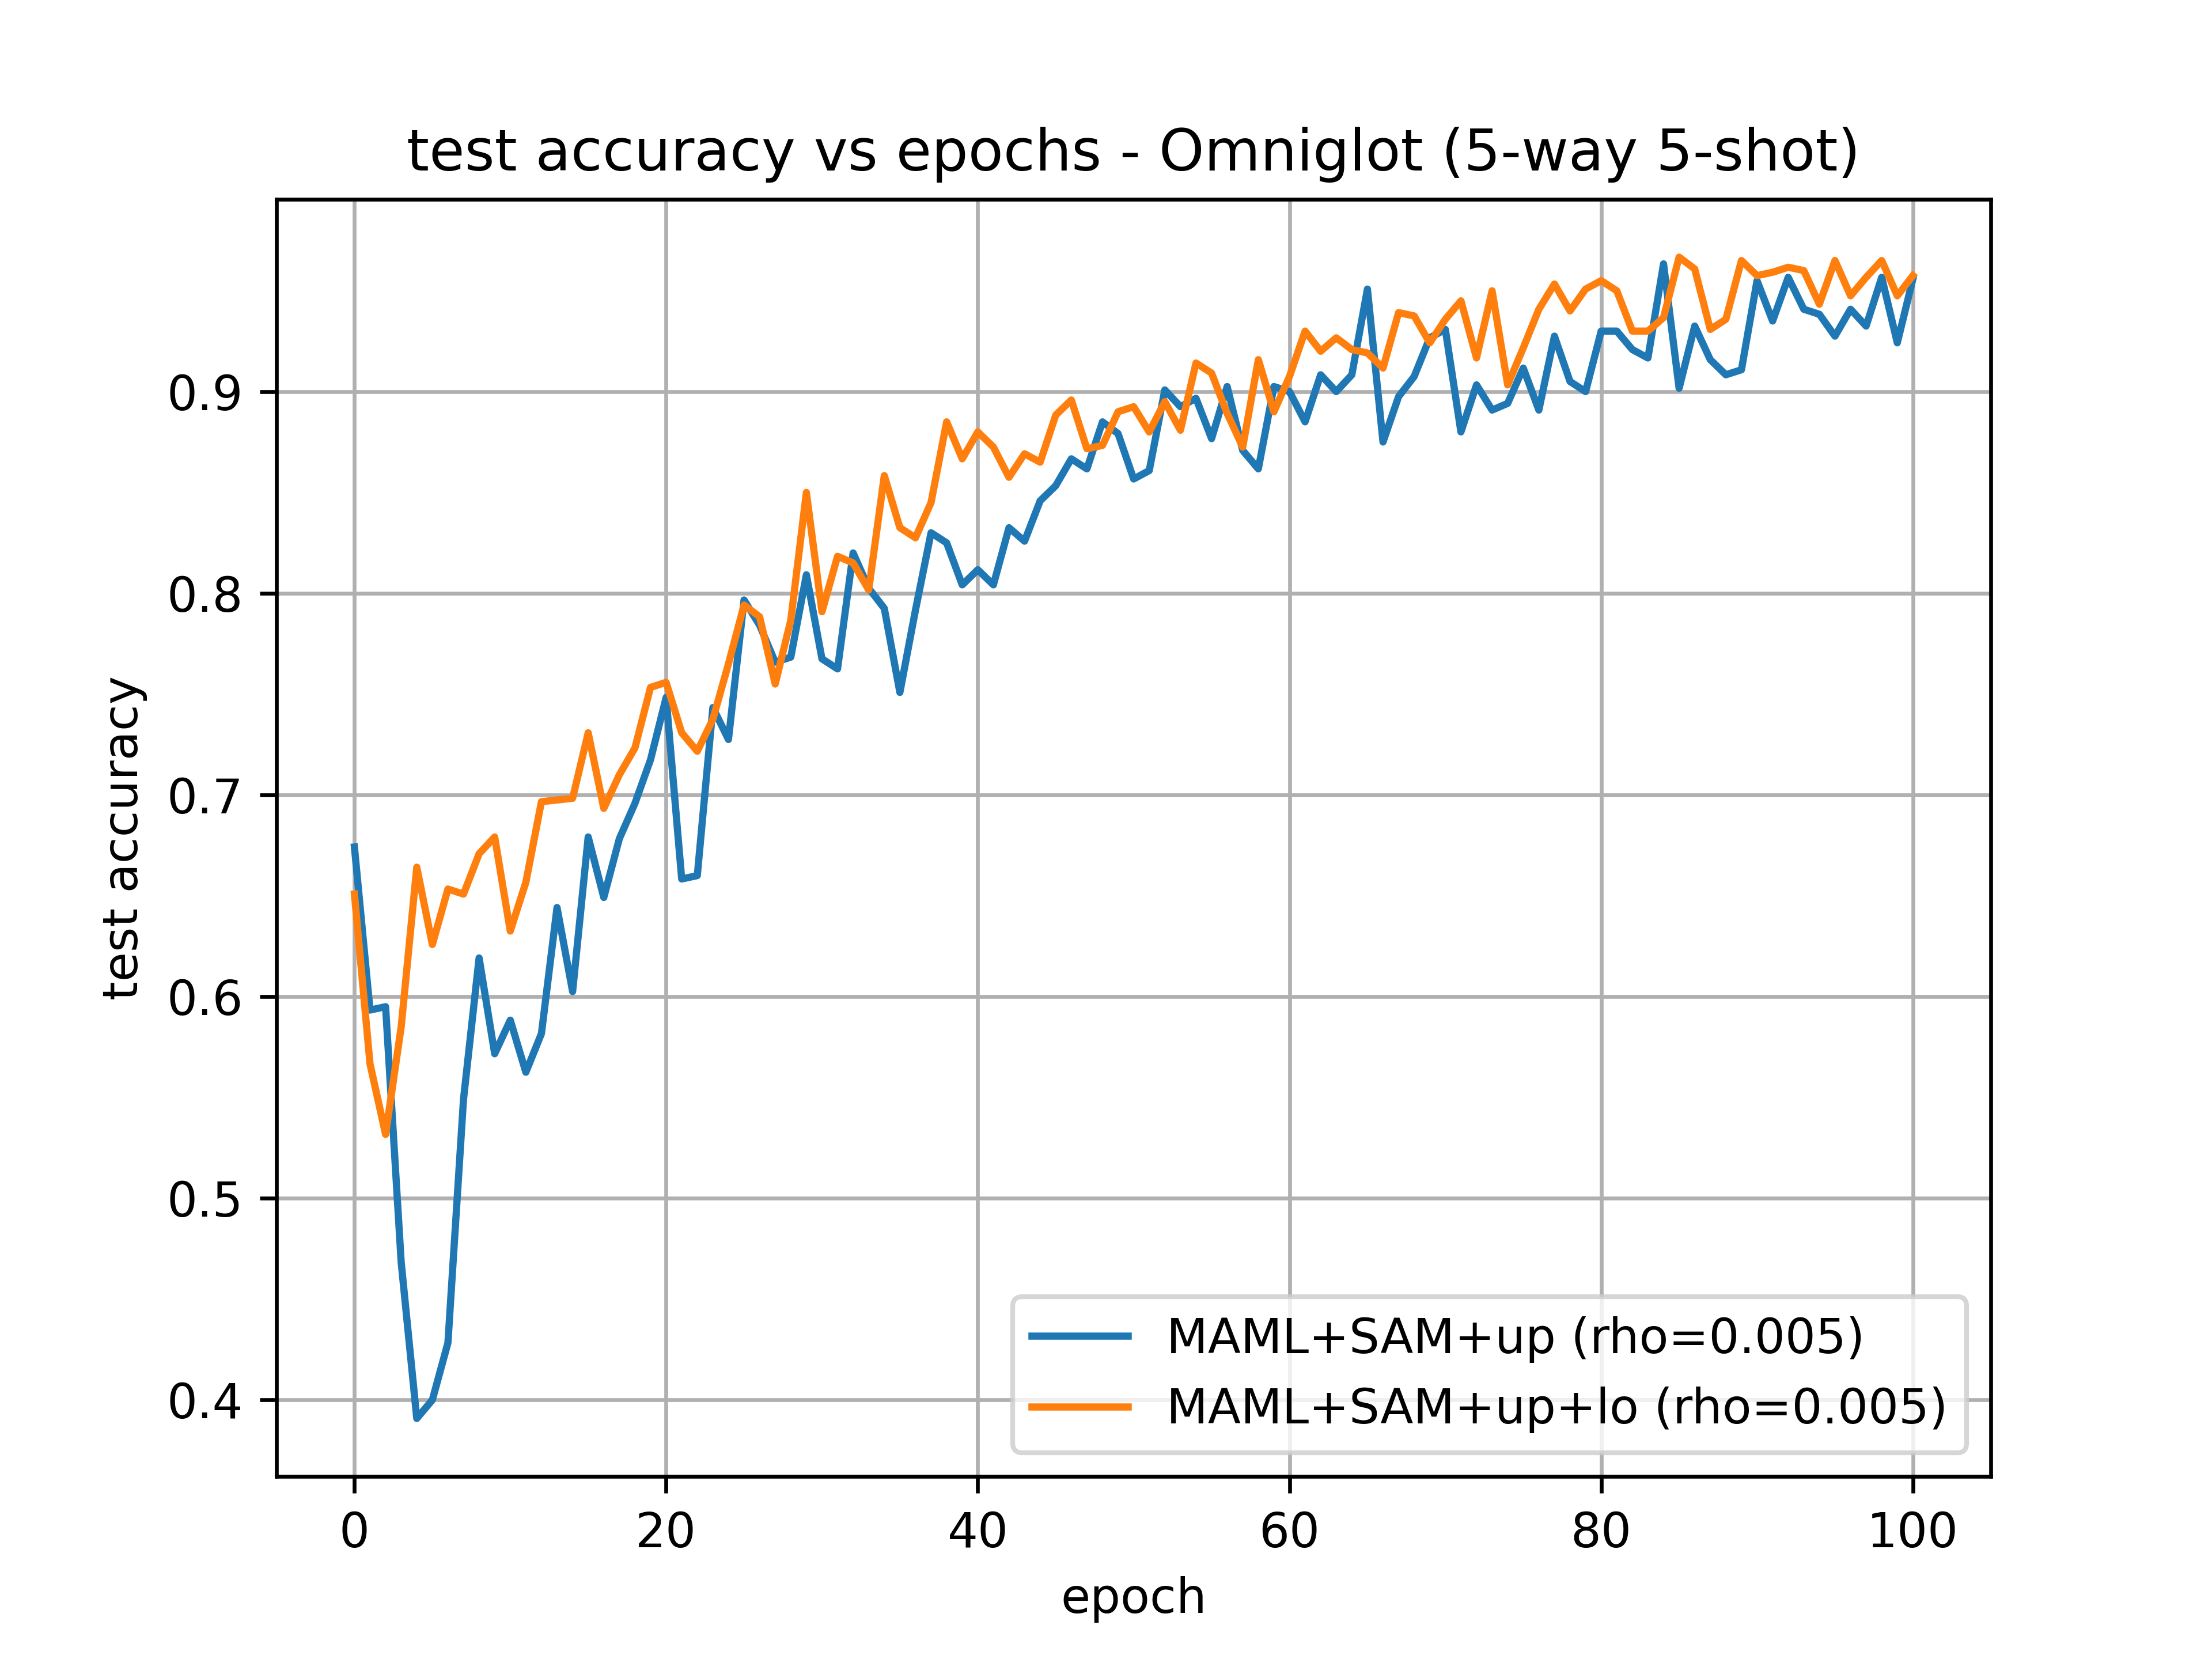 test accuracy vs epochs - Omniglot (5-way 5-shot)
test accuracy
0.9
0.8
0.7
0.6
0.5
0.4
MAML+SAM+up (rho=0.005)
MAML+SAM+up+lo (rho=0.005)
0 20 40 60 80 100
epoch